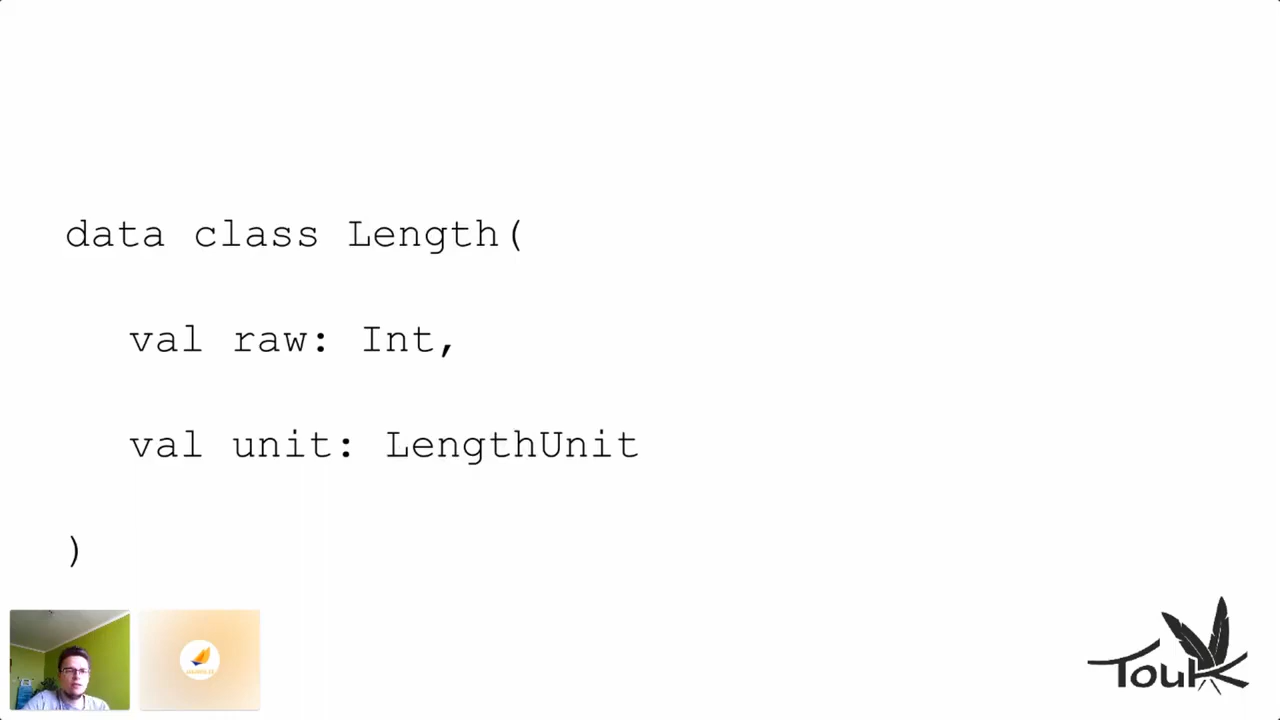 data class Length(
val raw: Int,
val unit: LengthUnit
)
TouK